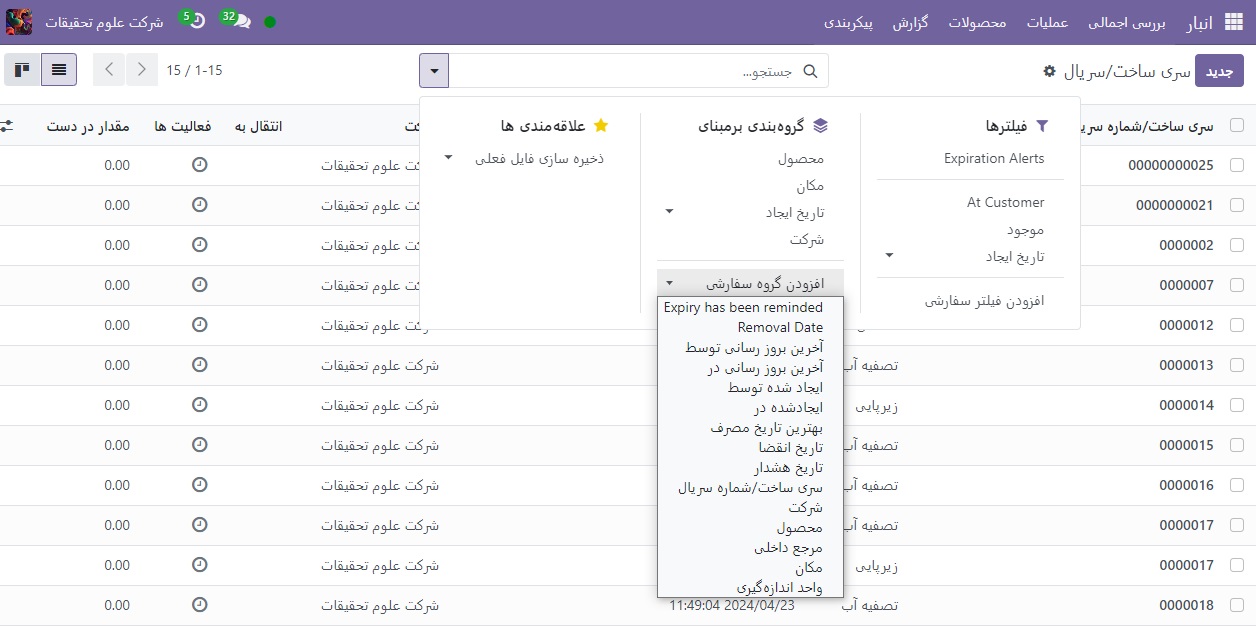 انبار
بررسی اجمالی
عملیات
محصولات
گزارش
پیکربندی
32
5
شرکت علوم تحقیقات
جدید
سری ساخت/سریال
جستجو...
15 / 1-15
سری ساخت/شماره
انتقال به
فعالیت ها
مقدار در دست
فیلترها
Expiration Alerts
At Customer
موجود
تاریخ ایجاد
افزودن فیلتر سفارشی
گروه‌بندی برمبنای
محصول
مکان
تاریخ ایجاد
شرکت
افزودن گروه سفارشی
Expiry has been reminded
Removal Date
آخرین بروز رسانی توسط
آخرین بروز رسانی در
ایجاد شده توسط
ایجادشده در
بهترین تاریخ مصرف
تاریخ انقضا
تاریخ هشدار
سری ساخت/شماره سریال
شرکت
محصول
مرجع داخلی
مکان
واحد اندازه‌گیری
علاقه‌مندی ها
ذخیره سازی فایل فعلی
00000000025 شرکت علوم تحقیقات 0.00
0000000021 شرکت علوم تحقیقات 0.00
0000002 شرکت علوم تحقیقات 0.00
0000007 شرکت علوم تحقیقات 0.00
0000012 شرکت علوم تحقیقات 0.00
0000013 تصفیه آب شرکت علوم تحقیقات 0.00
0000014 زیرپایی شرکت علوم تحقیقات 0.00
0000015 تصفیه آب شرکت علوم تحقیقات 0.00
0000016 تصفیه آب شرکت علوم تحقیقات 0.00
0000017 تصفیه آب شرکت علوم تحقیقات 0.00
0000017 زیرپایی شرکت علوم تحقیقات 0.00
0000018 تصفیه آب 2024/04/23 11:49:04 شرکت علوم تحقیقات 0.00